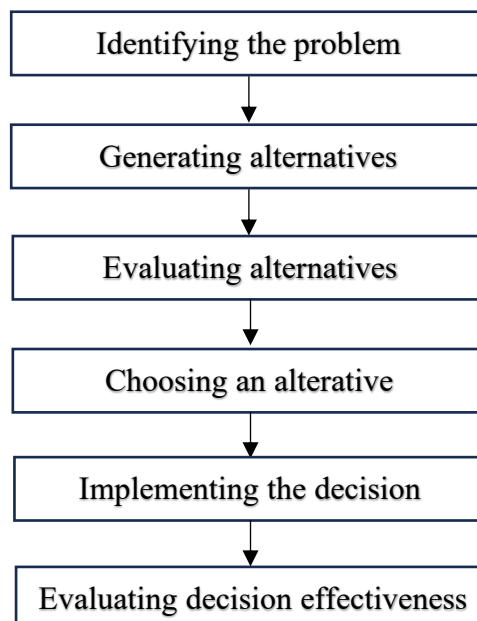 Identifying the problem
Generating alternatives
Evaluating alternatives
Choosing an alterative
Implementing the decision
Evaluating decision effectiveness